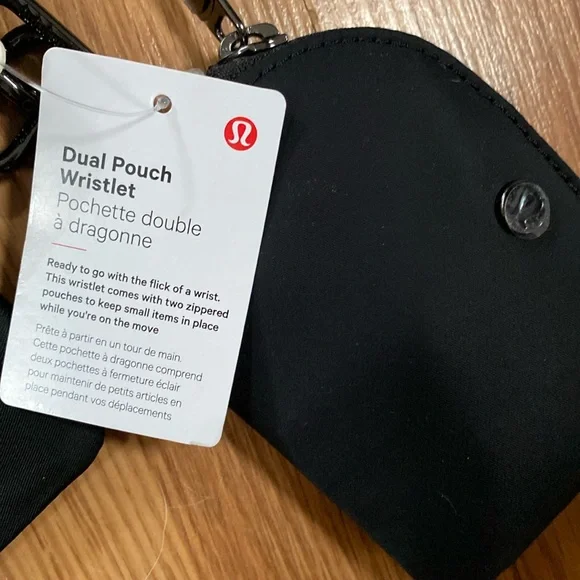 Dual Pouch
Wristlet
Pochette double
à dragonne
Ready to go with the flick of a wrist.
This wristlet comes with two zippered
pouches to keep small items in place
while you're on the move
Prête à partir en un tour de main.
Cette pochette à dragonne comprend
deux pochettes à fermeture éclair
pour maintenir de petits articles en
place pendant vos déplacements